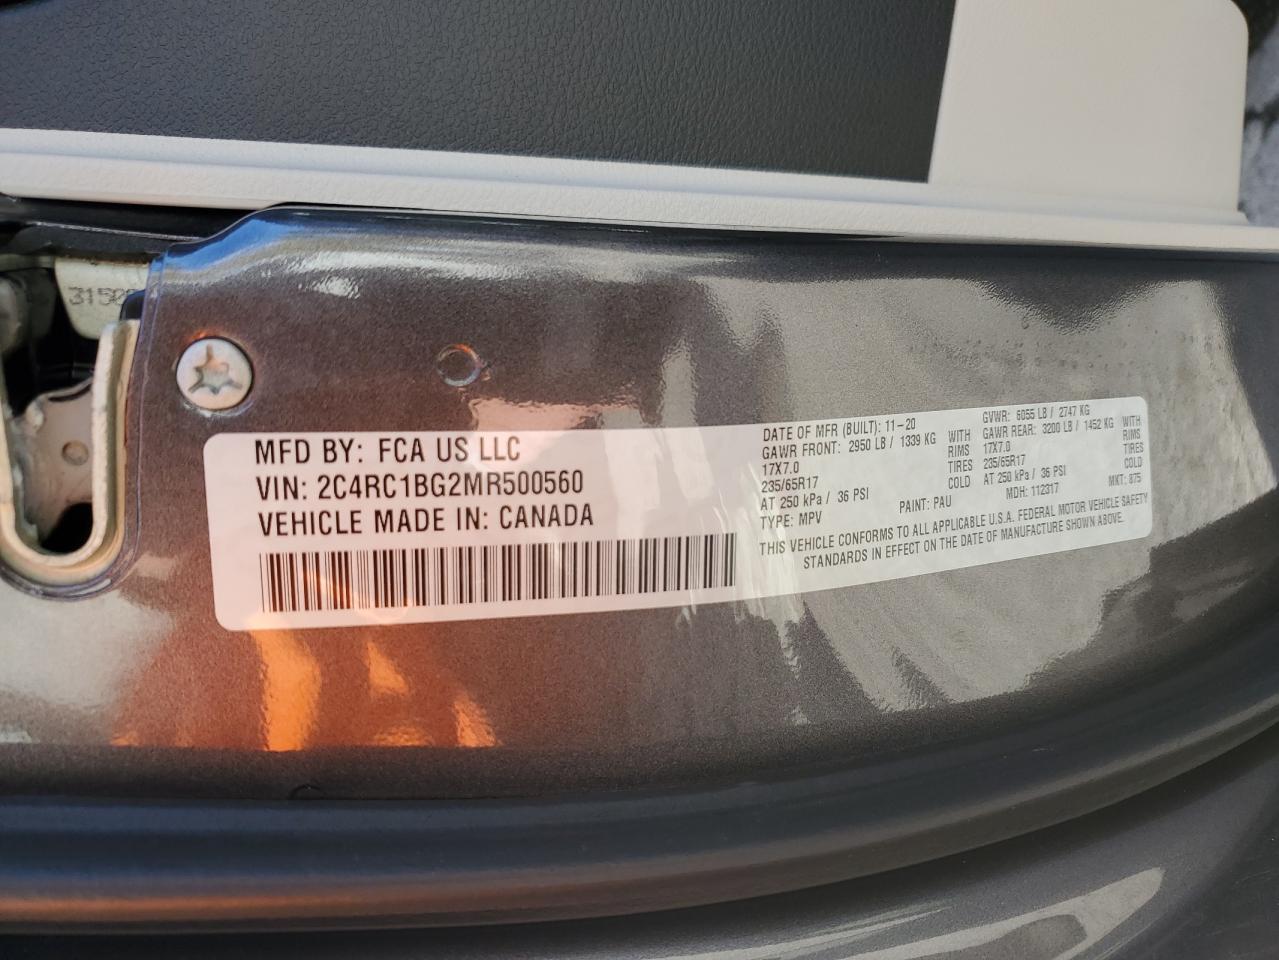 3150
MFD BY: FCA US LLC
VIN: 2C4RC1BG2MR500560
VEHICLE MADE IN: CANADA
DATE OF MFR (BUILT): 11-20
GAWR FRONT: 2950 LB / 1339 KG WITH
17X7.0 RIMS
235/65R17 TIRES
AT 250 kPa / 36 PSI COLD
TYPE: MPV PAINT: PAU
GVWR: 6055 LB / 2747 KG
GAWR REAR: 3200 LB / 1452 KG WITH
17X7.0 RIMS
235/65R17 TIRES
AT 250 kPa / 36 PSI COLD
MDH: 112317 MKT: 875
THIS VEHICLE CONFORMS TO ALL APPLICABLE U.S.A. FEDERAL MOTOR VEHICLE SAFETY
STANDARDS IN EFFECT ON THE DATE OF MANUFACTURE SHOWN ABOVE.